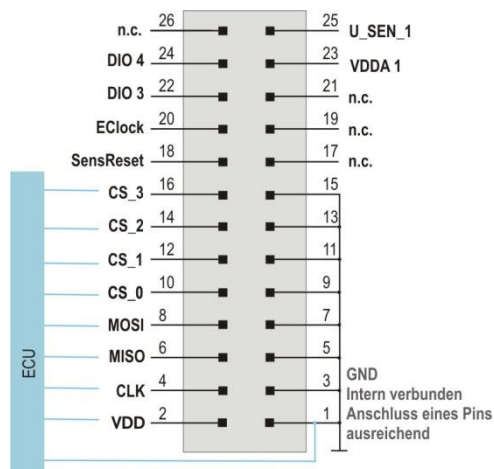 n.c. 26 25 U_SEN_1
DIO 4 24 23 VDDA 1
DIO 3 22 21 n.c.
EClock 20 19 n.c.
SensReset 18 17 n.c.
CS_3 16 15
CS_2 14 13
CS_1 12 11
CS_0 10 9
MOSI 8 7
MISO 6 5
CLK 4 3
VDD 2 1
GND
Intern verbunden
Anschluss eines Pins
ausreichend
ECU